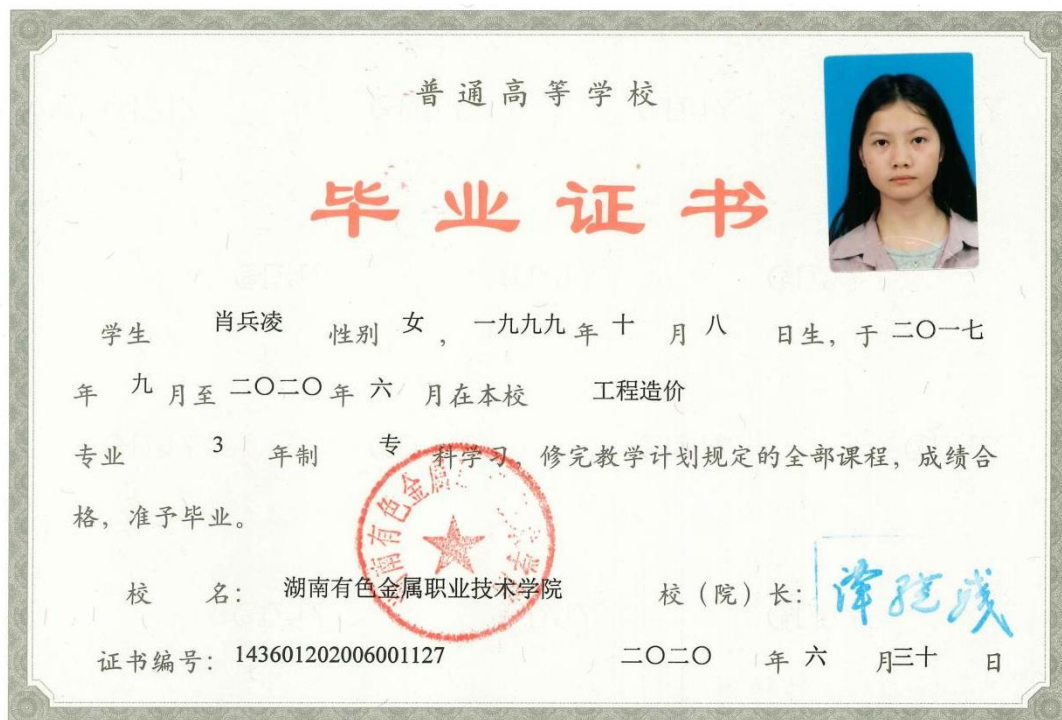 普通高等学校
毕业证书
学生 肖兵凌 性别 女 , 一九九九 年 十 月 八 日生, 于 二〇一七
年 九 月至 二〇二〇 年 六 月在本校 工程造价
专业 3 年制 专 科学习, 修完教学计划规定的全部课程, 成绩合
格, 准予毕业。
校 名: 湖南有色金属职业技术学院 校(院)长:
证书编号: 143601202006001127 二〇二〇 年 六 月 三十 日